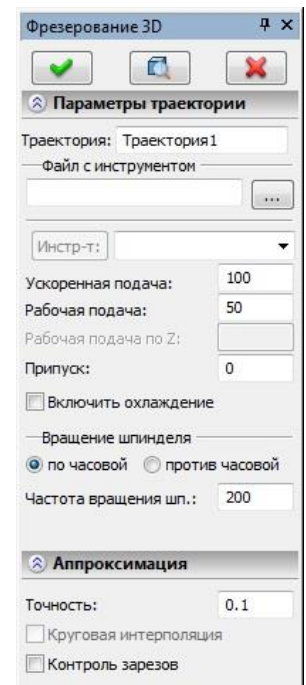 Фрезерование 3D
Параметры траектории
Траектория: Траектория1
Файл с инструментом
...
Инстр-т:
Ускоренная подача: 100
Рабочая подача: 50
Рабочая подача по Z:
Припуск: 0
Включить охлаждение
Вращение шпинделя
по часовой против часовой
Частота вращения шп.: 200
Аппроксимация
Точность: 0.1
Круговая интерполяция
Контроль зарезов